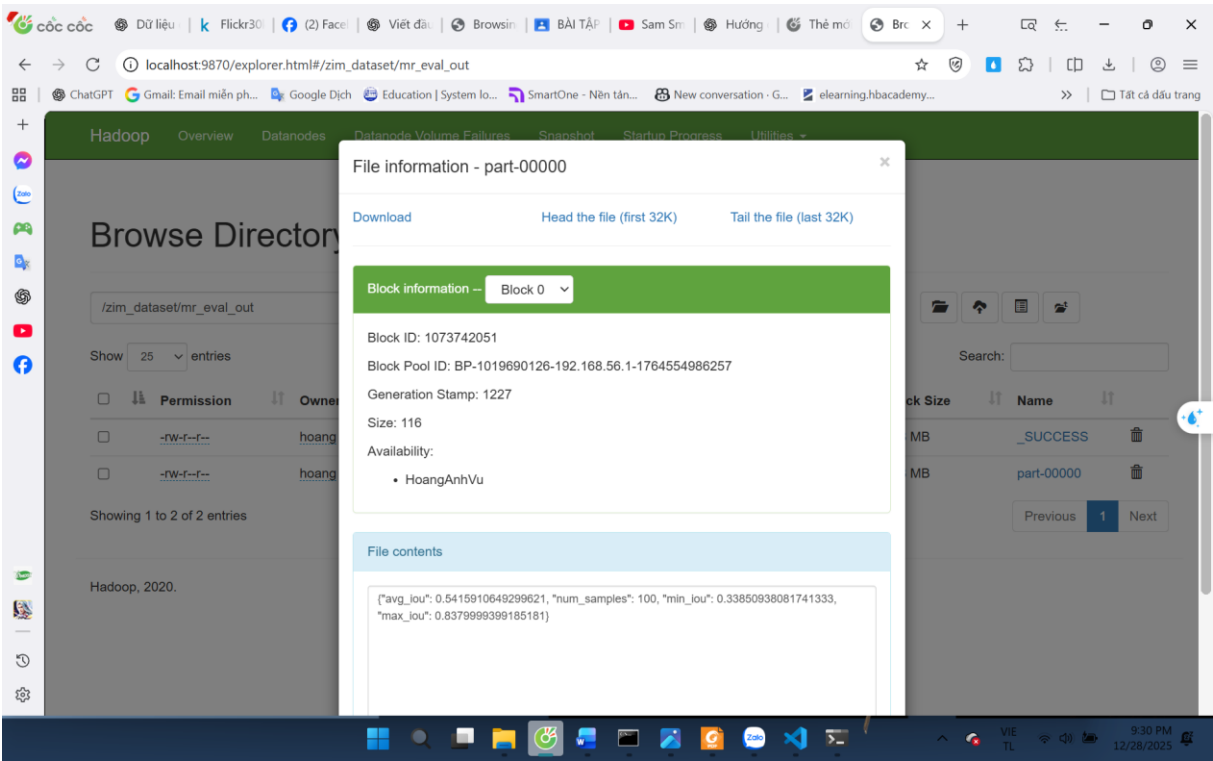 cốc cốc Dữ liệu Flickr30 (2) Face Viết đầu Browsin BÀI TẬP Sam Sm Hướng Thẻ mớ Brc
localhost:9870/explorer.html#/zim_dataset/mr_eval_out
ChatGPT Gmail: Email miễn ph... Google Dịch Education | System lo... SmartOne - Nền tản... New conversation · G... elearning.hbacademy... Tất cả dấu trang
Hadoop Overview Datanodes Datanode Volume Failures Snapshot Startup Progress Utilities
File information - part-00000
Download Head the file (first 32K) Tail the file (last 32K)
Zalo
Browse Directory
Block information -- Block 0
/zim_dataset/mr_eval_out
Block ID: 1073742051
Show 25 entries Search:
Block Pool ID: BP-1019690126-192.168.56.1-1764554986257
Generation Stamp: 1227
Permission Owner ck Size Name
Size: 116
-rw-r--r-- hoang MB _SUCCESS
Availability:
-rw-r--r-- hoang MB part-00000
• HoangAnhVu
Showing 1 to 2 of 2 entries Previous 1 Next
File contents
Hadoop, 2020.
{"avg_iou": 0.5415910649299621, "num_samples": 100, "min_iou": 0.33850938081741333,
"max_iou": 0.8379999399185181}
Zalo
VIE
TL
9:30 PM
12/28/2025